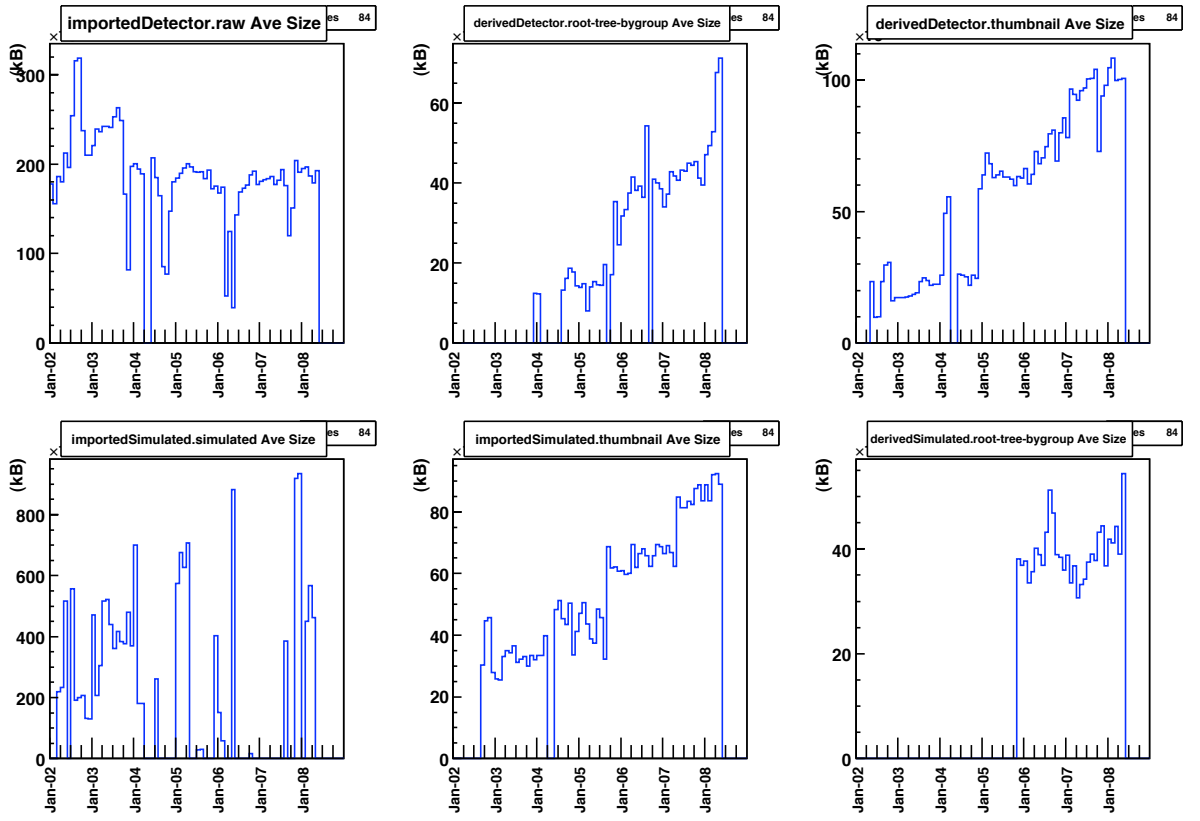 importedDetector.raw Ave Size
es 84
×
(kB)
300
200
100
0
Jan-02
Jan-03
Jan-04
Jan-05
Jan-06
Jan-07
Jan-08
derivedDetector.root-tree-bygroup Ave Size
es 84
×
(kB)
60
40
20
0
Jan-02
Jan-03
Jan-04
Jan-05
Jan-06
Jan-07
Jan-08
derivedDetector.thumbnail Ave Size
es 84
×
(kB)
100
50
0
Jan-02
Jan-03
Jan-04
Jan-05
Jan-06
Jan-07
Jan-08
importedSimulated.simulated Ave Size
es 84
×
(kB)
800
600
400
200
0
Jan-02
Jan-03
Jan-04
Jan-05
Jan-06
Jan-07
Jan-08
importedSimulated.thumbnail Ave Size
es 84
×
(kB)
80
60
40
20
0
Jan-02
Jan-03
Jan-04
Jan-05
Jan-06
Jan-07
Jan-08
derivedSimulated.root-tree-bygroup Ave Size
es 84
×
(kB)
40
20
0
Jan-02
Jan-03
Jan-04
Jan-05
Jan-06
Jan-07
Jan-08